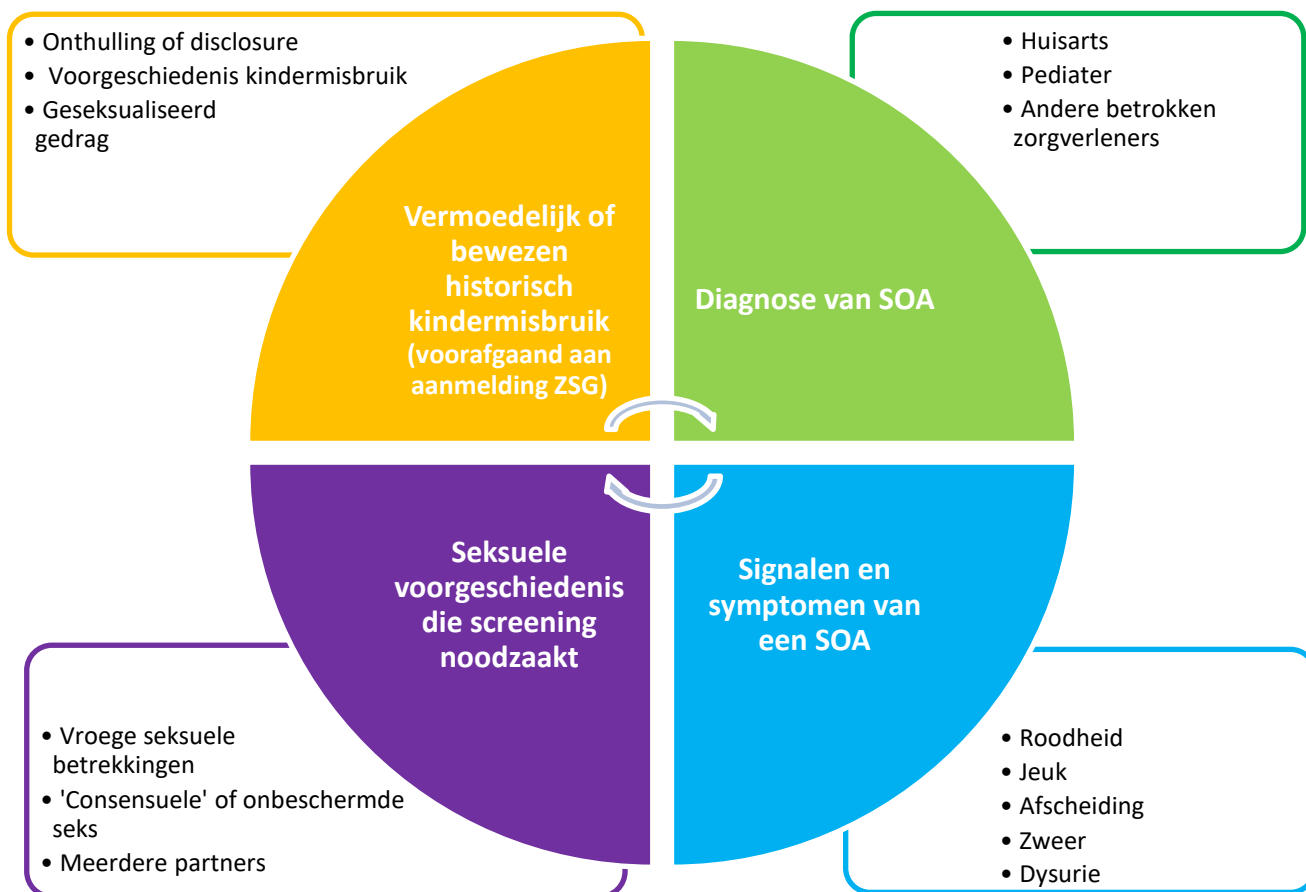 • Onthulling of disclosure
• Voorgeschiedenis kindermisbruik
• Geseksualiseerd
gedrag
• Huisarts
• Pediater
• Andere betrokken
zorgverleners
Vermoedelijk of
bewezen
historisch
kindermisbruik
(voorafgaand aan
aanmelding ZSG)
Diagnose van SOA
Seksuele
voorgeschiedenis
die screening
noodzaakt
Signalen en
symptomen van
een SOA
• Vroege seksuele
betrekkingen
• 'Consensuele' of onbeschermde
seks
• Meerdere partners
• Roodheid
• Jeuk
• Afscheiding
• Zweer
• Dysurie